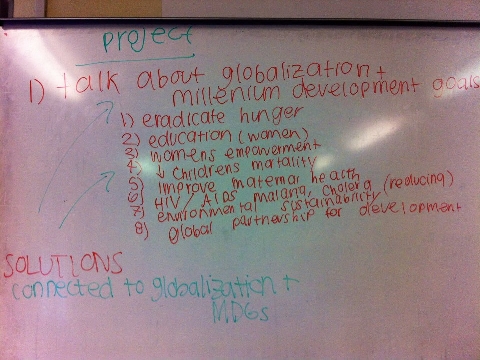 project
1) talk about globalization +
millenium development goals
1) eradicate hunger
2) education (women)
3) womens empowerment
4) ↓ childrens matality
5) improve maternal health
6) HIV/AIDS malaria, cholera (reducing)
7) environmental sustainability
8) global partnership for development
SOLUTIONS
connected to globalization +
MDGs